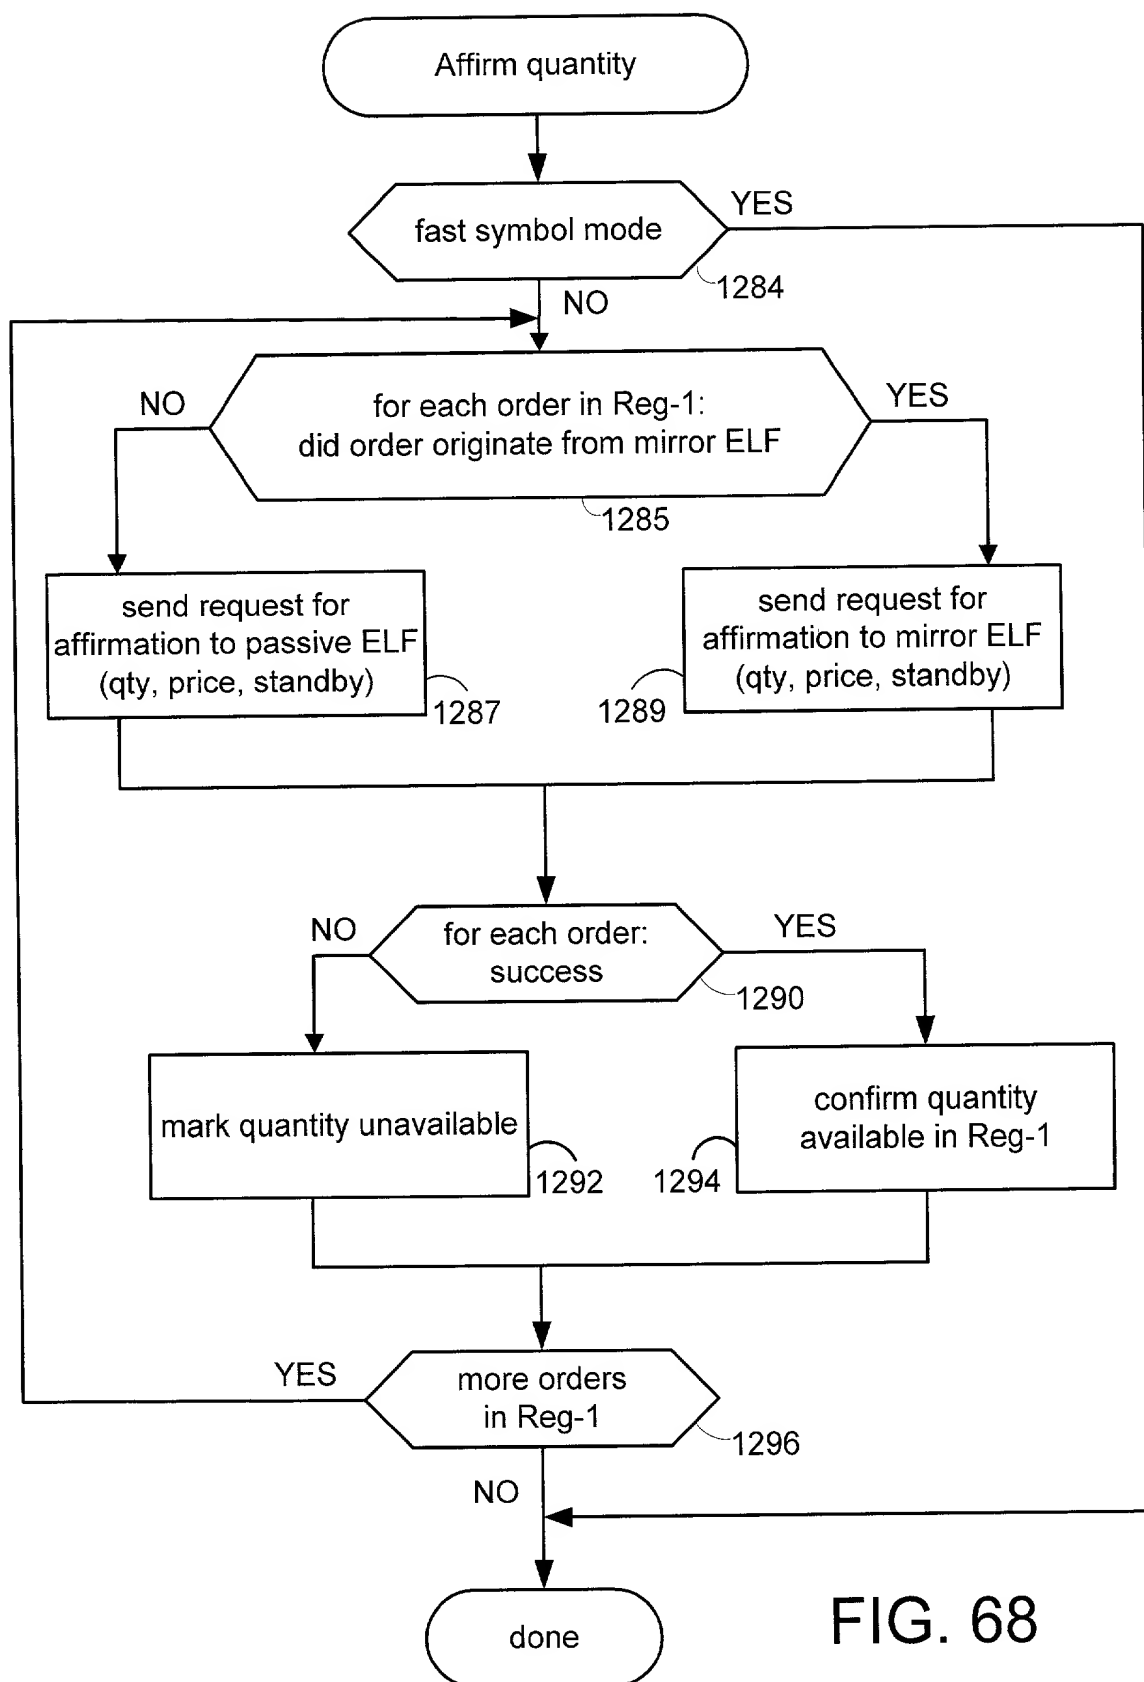 Affirm quantity
fast symbol mode
YES
1284
NO
NO
for each order in Reg-1:
did order originate from mirror ELF
YES
1285
send request for
affirmation to passive ELF
(qty, price, standby)
1287
send request for
affirmation to mirror ELF
(qty, price, standby)
1289
NO
for each order:
success
YES
1290
mark quantity unavailable
1292
confirm quantity
available in Reg-1
1294
YES
more orders
in Reg-1
1296
NO
done
FIG. 68